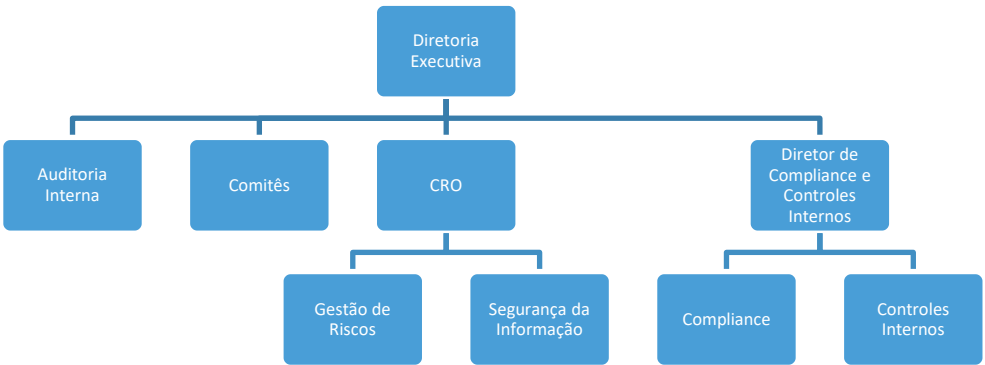 Diretoria
Executiva
Auditoria
Interna
Comitês
CRO
Diretor de
Compliance e
Controles
Internos
Gestão de
Riscos
Segurança da
Informação
Compliance
Controles
Internos